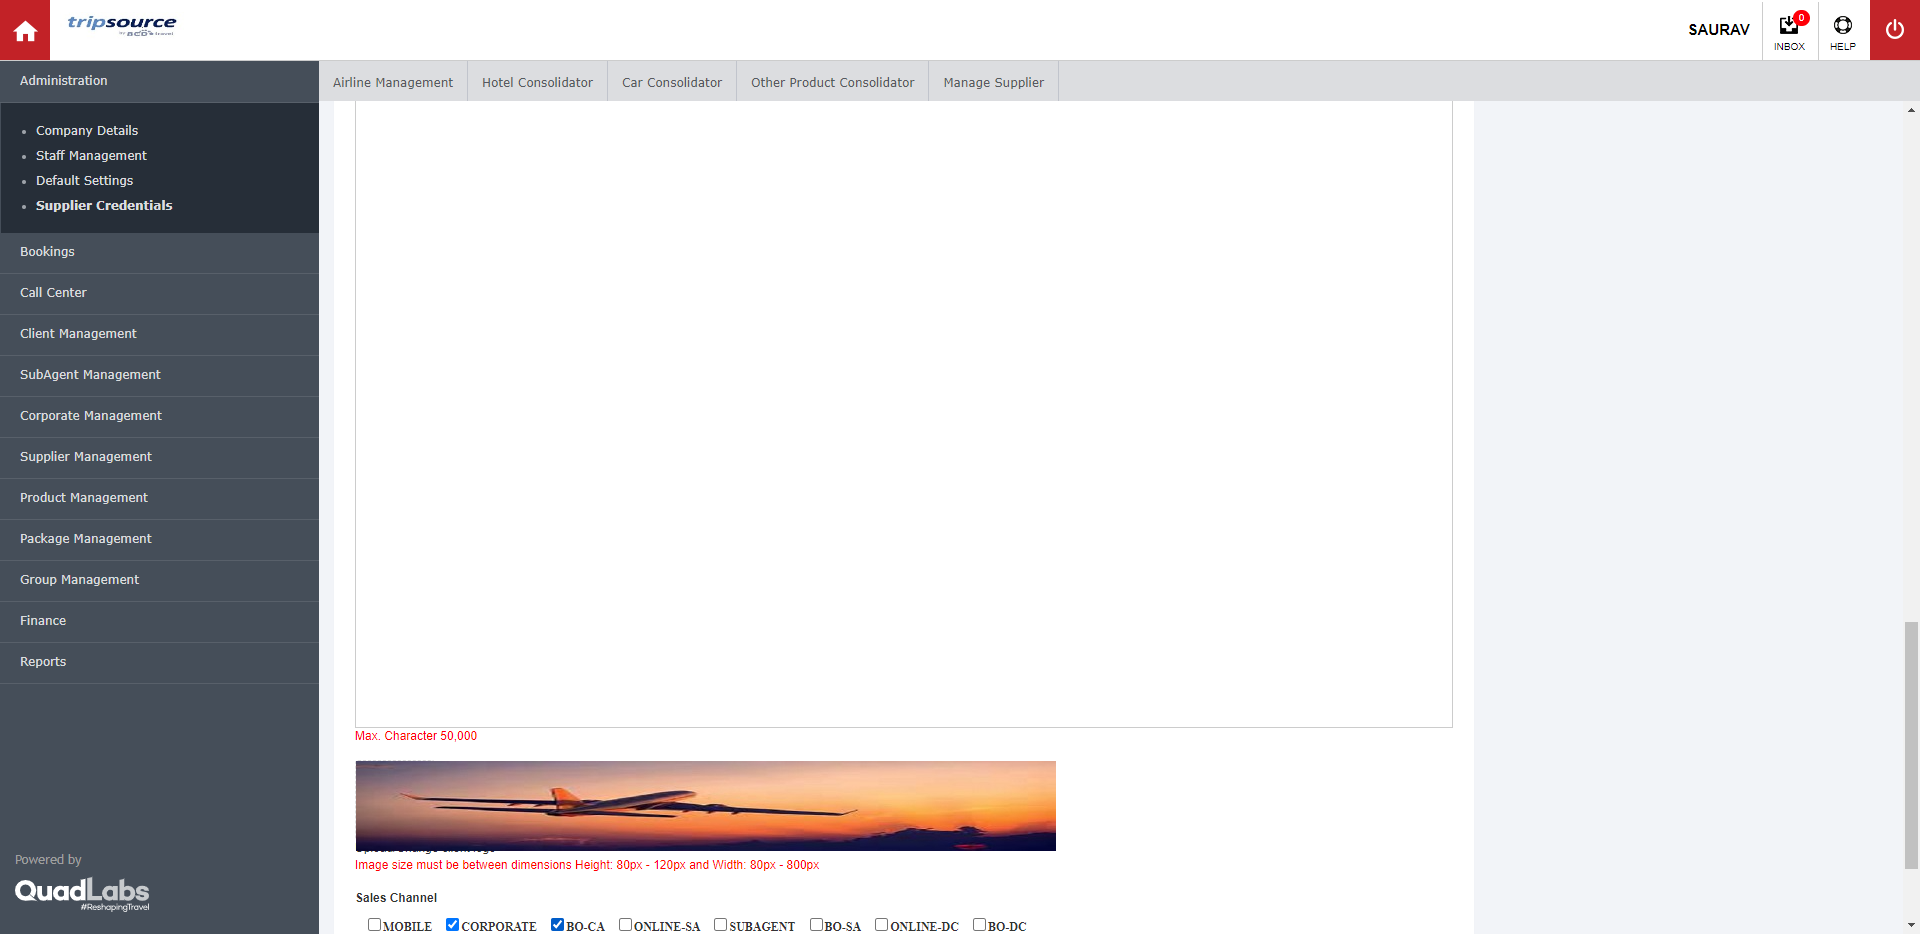 tripsource
SAURAV
0
INBOX
HELP
Administration
Company Details
Staff Management
Default Settings
Supplier Credentials
Bookings
Call Center
Client Management
SubAgent Management
Corporate Management
Supplier Management
Product Management
Package Management
Group Management
Finance
Reports
Powered by
QuadLabs
#ReshapingTravel
Airline Management
Hotel Consolidator
Car Consolidator
Other Product Consolidator
Manage Supplier
Max. Character 50,000
Image size must be between dimensions Height: 80px - 120px and Width: 80px - 800px
Sales Channel
MOBILE CORPORATE BO-CA ONLINE-SA SUBAGENT BO-SA ONLINE-DC BO-DC